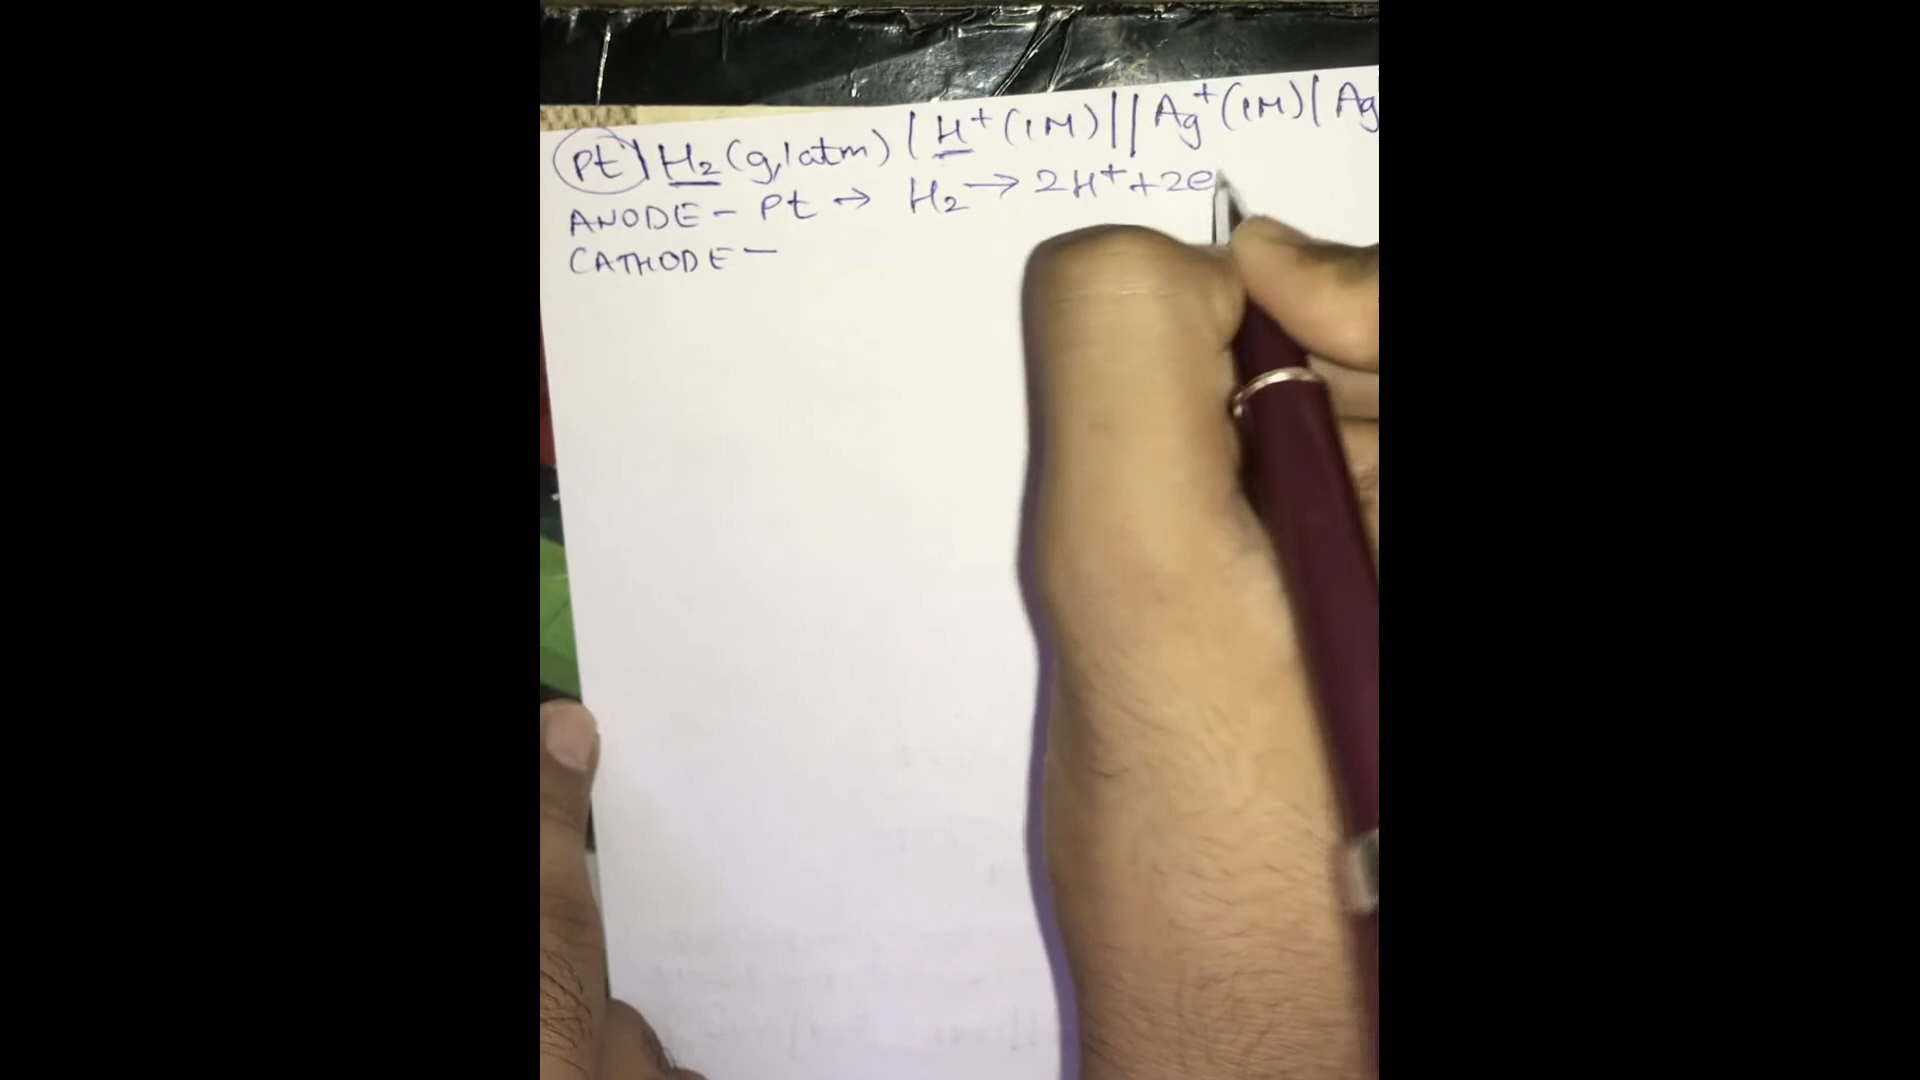 Pt | H₂(g, 1atm) | H⁺(1M) || Ag⁺(1M) | Ag
ANODE - Pt → H₂ → 2H⁺ + 2e
CATHODE -